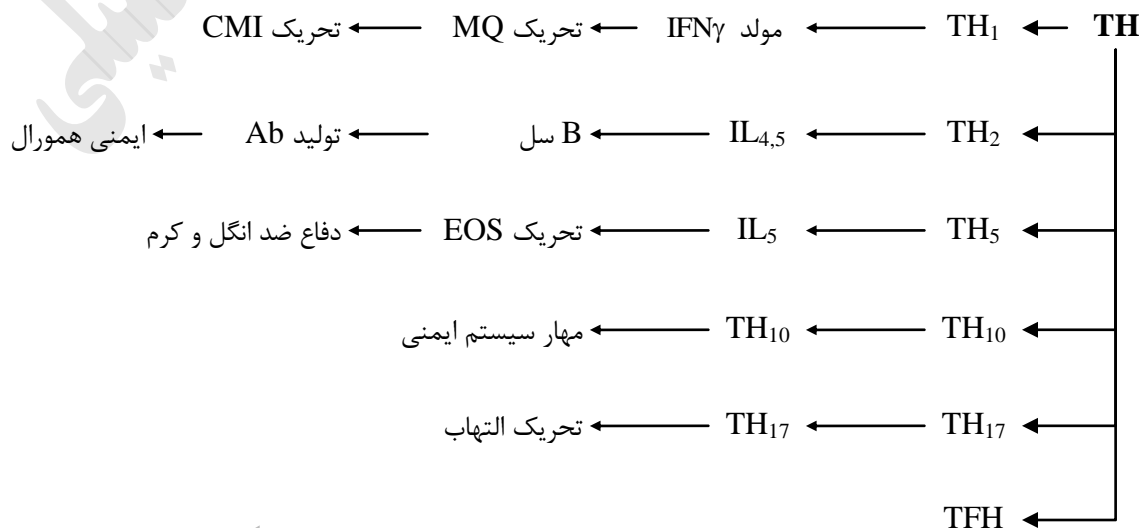 TH TH₁ مولد IFNγ تحریک MQ تحریک CMI
TH₂ IL₄,₅ B سل تولید Ab ایمنی همورال
TH₅ IL₅ تحریک EOS دفاع ضد انگل و کرم
TH₁₀ TH₁₀ مهار سیستم ایمنی
TH₁₇ TH₁₇ تحریک التهاب
TFH